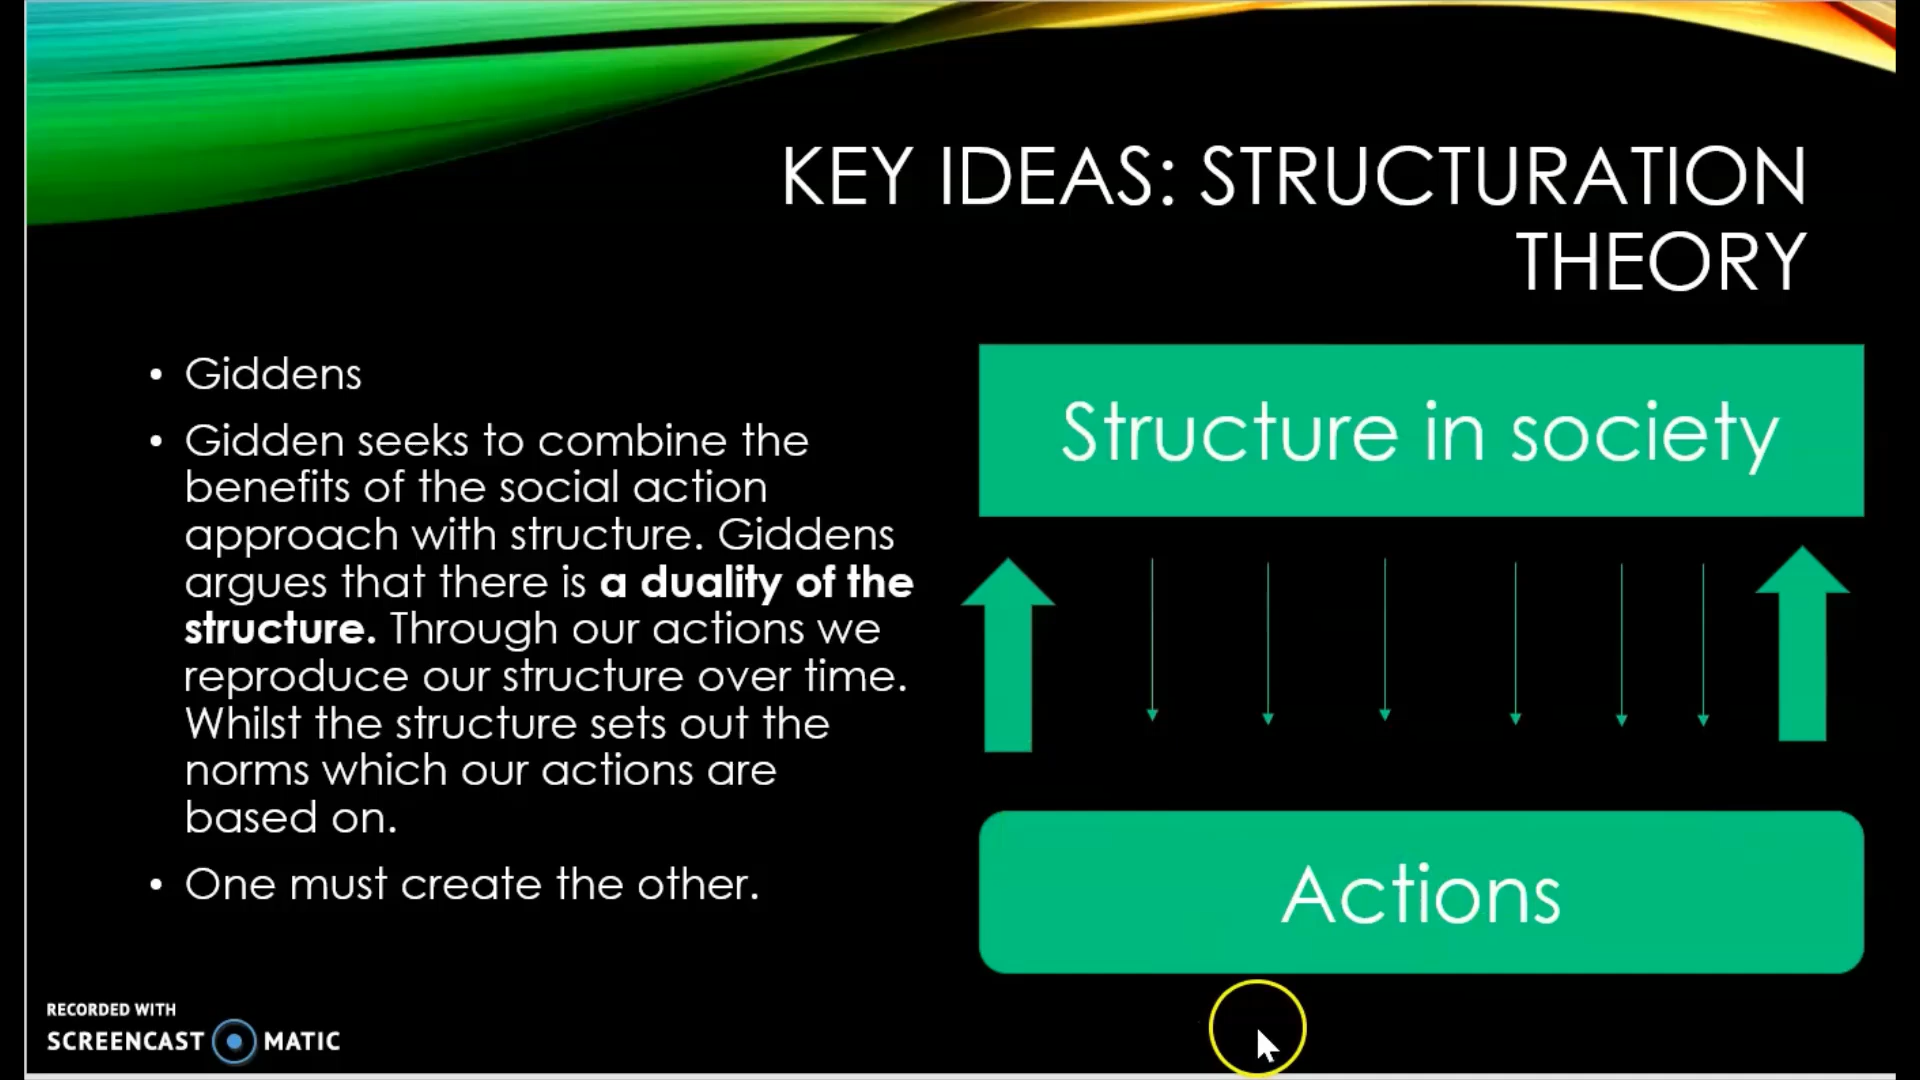 KEY IDEAS: STRUCTURATION
THEORY
• Giddens
• Gidden seeks to combine the
benefits of the social action
approach with structure. Giddens
argues that there is a duality of the
structure. Through our actions we
reproduce our structure over time.
Whilst the structure sets out the
norms which our actions are
based on.
• One must create the other.
Structure in society
Actions
RECORDED WITH
SCREENCAST MATIC